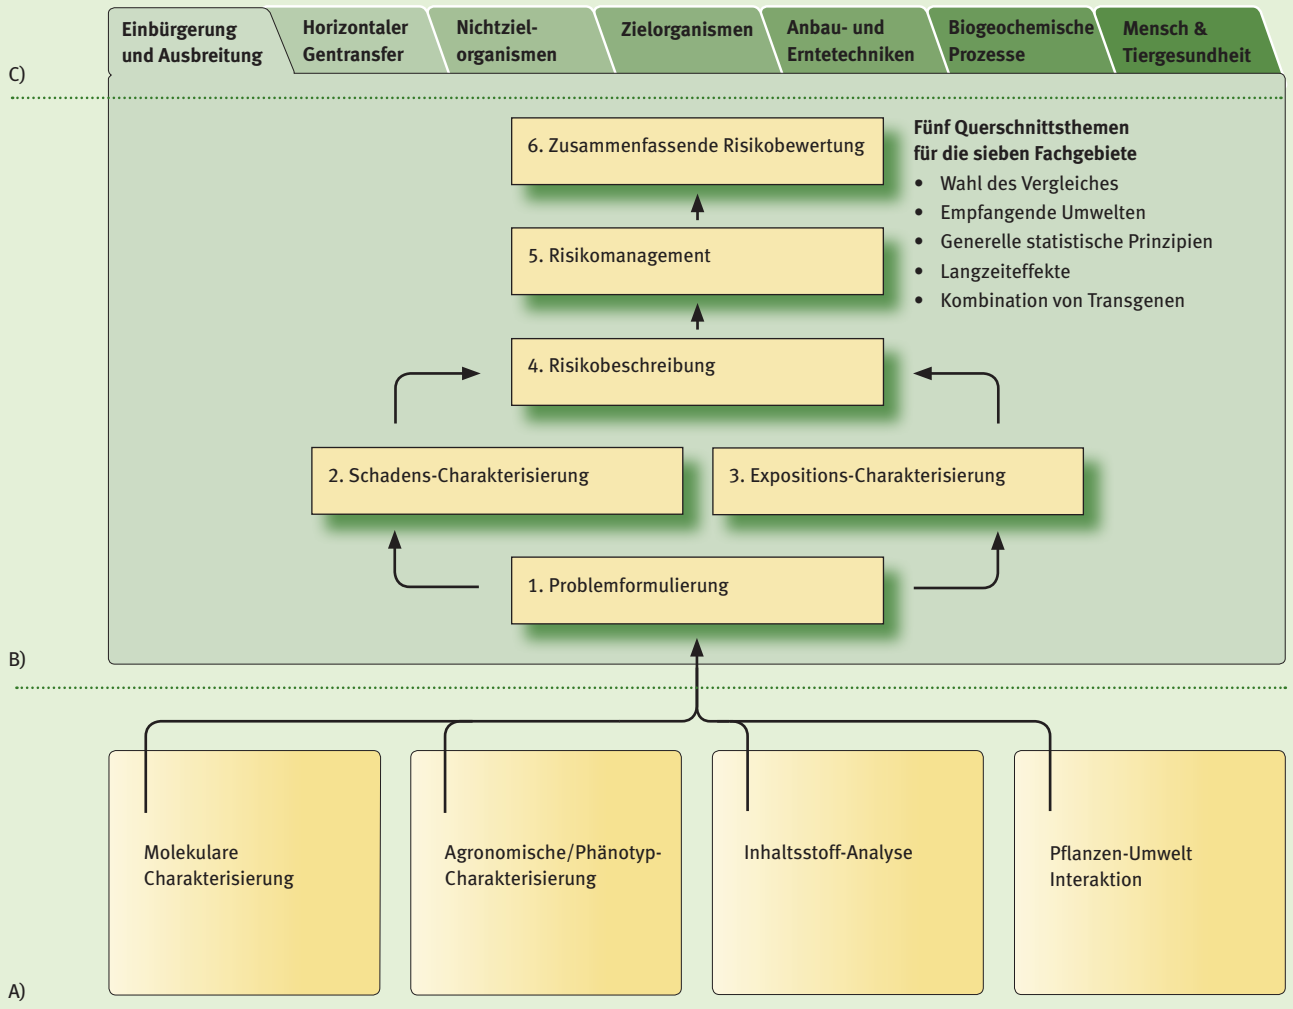 Einbürgerung
und Ausbreitung
Horizontaler
Gentransfer
Nichtziel-
organismen
Zielorganismen
Anbau- und
Erntetechniken
Biogeochemische
Prozesse
Mensch &
Tiergesundheit
C)
6. Zusammenfassende Risikobewertung
Fünf Querschnittsthemen
für die sieben Fachgebiete
• Wahl des Vergleiches
• Empfangende Umwelten
• Generelle statistische Prinzipien
• Langzeiteffekte
• Kombination von Transgenen
5. Risikomanagement
4. Risikobeschreibung
2. Schadens-Charakterisierung
3. Expositions-Charakterisierung
1. Problemformulierung
B)
Molekulare
Charakterisierung
Agronomische/Phänotyp-
Charakterisierung
Inhaltsstoff-Analyse
Pflanzen-Umwelt
Interaktion
A)